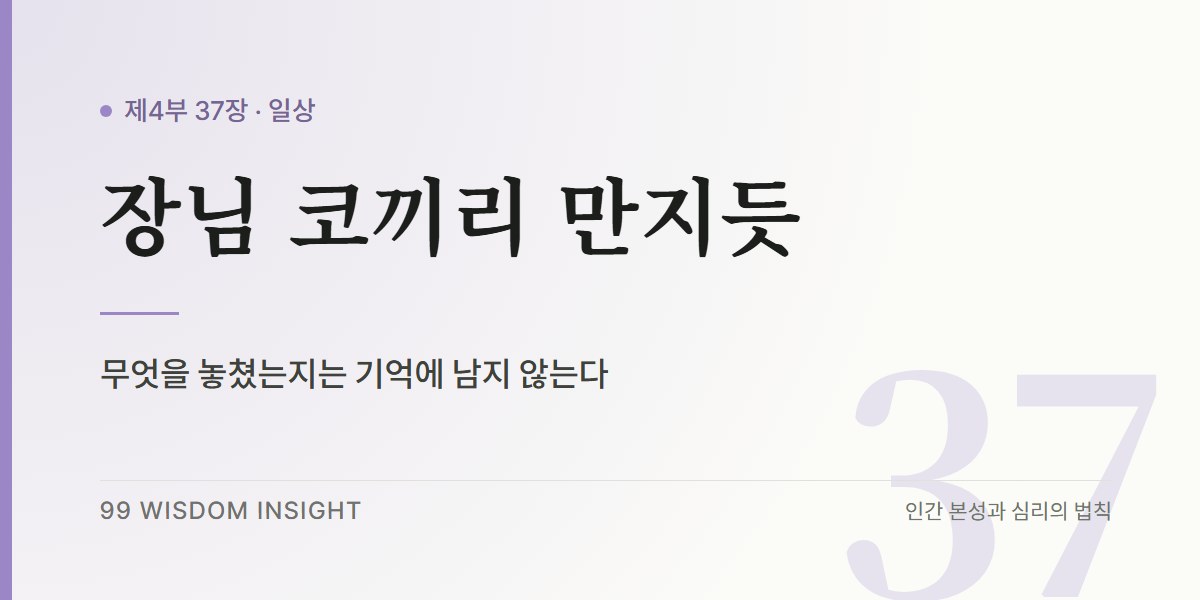 제4부 37장 · 일상
장님 코끼리 만지듯
무엇을 놓쳤는지는 기억에 남지 않는다
99 WISDOM INSIGHT
인간 본성과 심리의 법칙
37